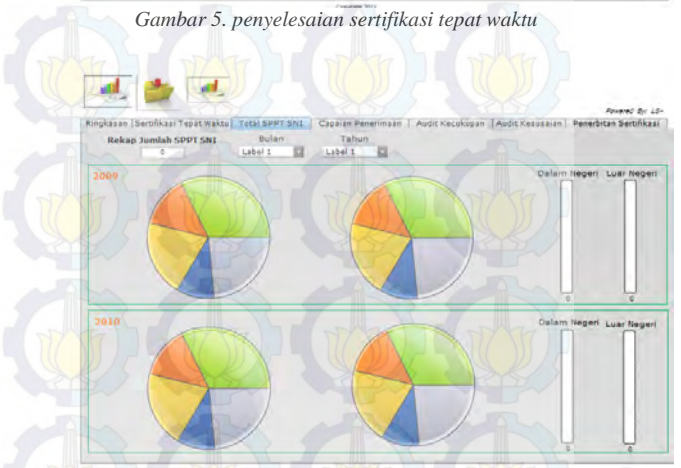 Gambar 5. penyelesaian sertifikasi tepat waktu
Powered By: LS-
Ringkasan Sertifikasi Tepat Waktu Total SPPT SNI Capaian Penerimaan Audit Kecukupan Audit Kesusaian Penerbitan Sertifikasi
Rekap Jumlah SPPT SNI Bulan Tahun
0 Label 1 Label 1
2009 Dalam Negeri Luar Negeri
0 0
2010 Dalam Negeri Luar Negeri
0 0